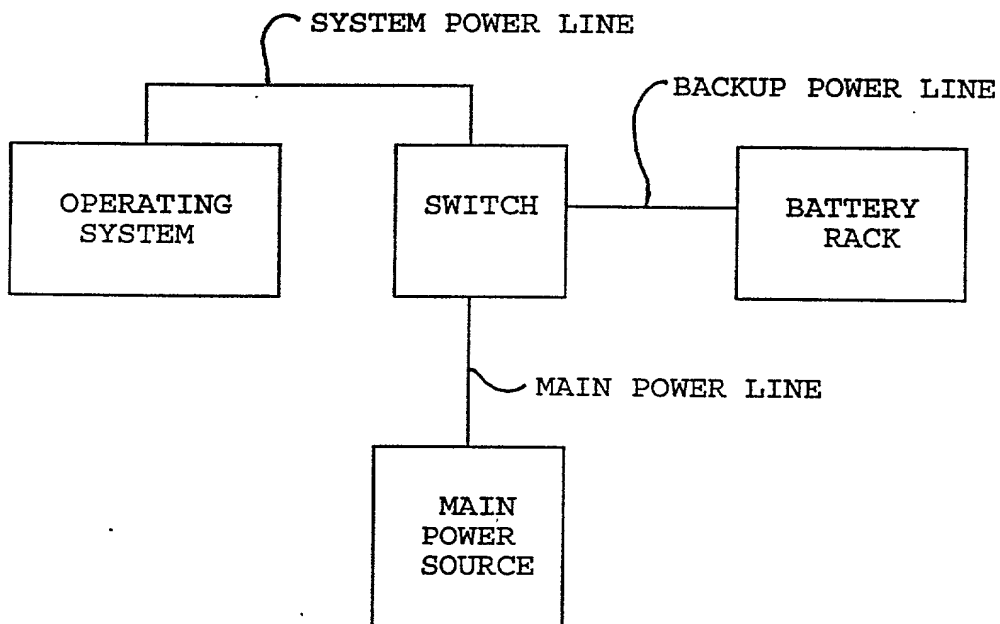 SYSTEM POWER LINE
BACKUP POWER LINE
OPERATING
SYSTEM
SWITCH
BATTERY
RACK
MAIN POWER LINE
MAIN
POWER
SOURCE